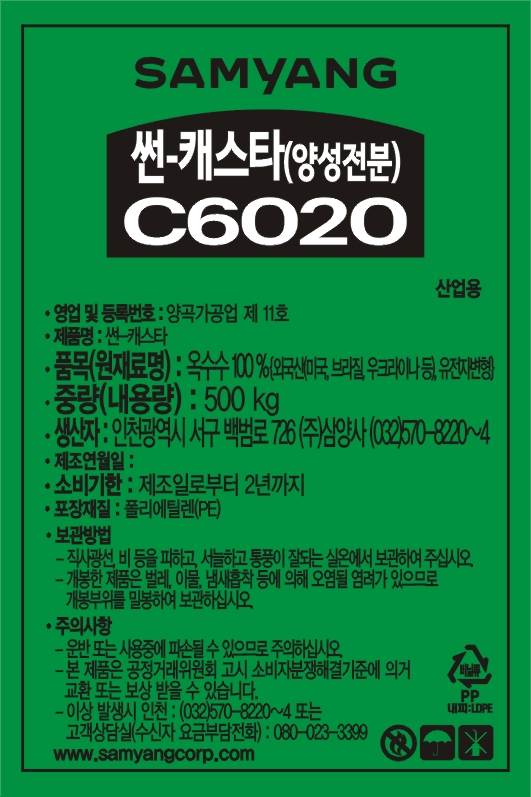 SAMYANG
썬-캐스타(양성전분)
C6020
산업용
• 영업 및 등록번호 : 양곡가공업 제 11호
• 제품명 : 썬-캐스타
• 품목(원재료명) : 옥수수 100 %{외국산(미국, 브라질, 우크라이나 등), 유전자변형}
• 중량(내용량) : 500 kg
• 생산자 : 인천광역시 서구 백범로 726 (주)삼양사 (032)570-8220~4
• 제조연월일 :
• 소비기한 : 제조일로부터 2년까지
• 포장재질 : 폴리에틸렌(PE)
• 보관방법
- 직사광선, 비 등을 피하고, 서늘하고 통풍이 잘되는 실온에서 보관하여 주십시오.
- 개봉한 제품은 벌레, 이물, 냄새흡착 등에 의해 오염될 염려가 있으므로
개봉부위를 밀봉하여 보관하십시오.
• 주의사항
- 운반 또는 사용중에 파손될 수 있으므로 주의하십시오.
- 본 제품은 공정거래위원회 고시 소비자분쟁해결기준에 의거
교환 또는 보상 받을 수 있습니다.
- 이상 발생시 인천 : (032)570-8220~4 또는
고객상담실(수신자 요금부담전화) : 080-023-3399
www.samyangcorp.com
비닐류
PP
내피:LDPE